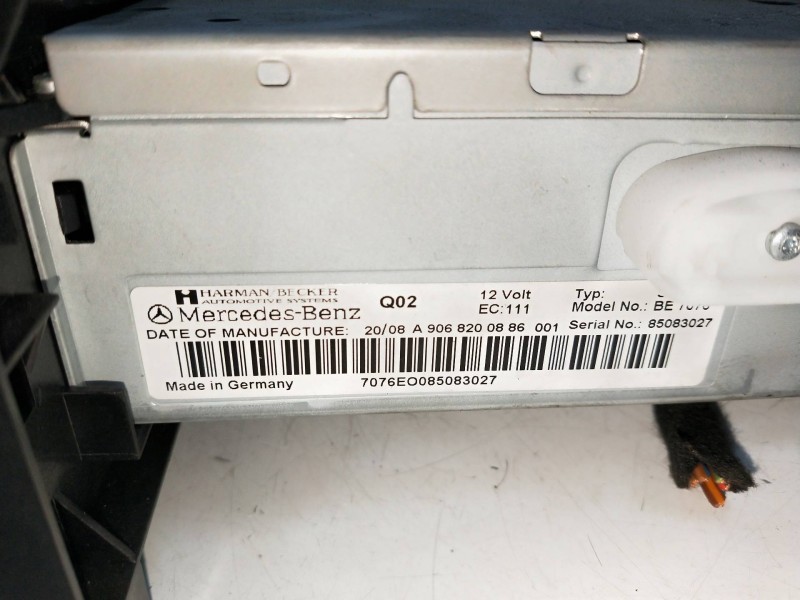 HARMAN/BECKER
AUTOMOTIVE SYSTEMS
Mercedes-Benz Q02 12 Volt Typ:
EC:111 Model No.: BE
DATE OF MANUFACTURE: 20/08 A 906 820 08 86 001 Serial No.: 85083027
Made in Germany 7076EO085083027